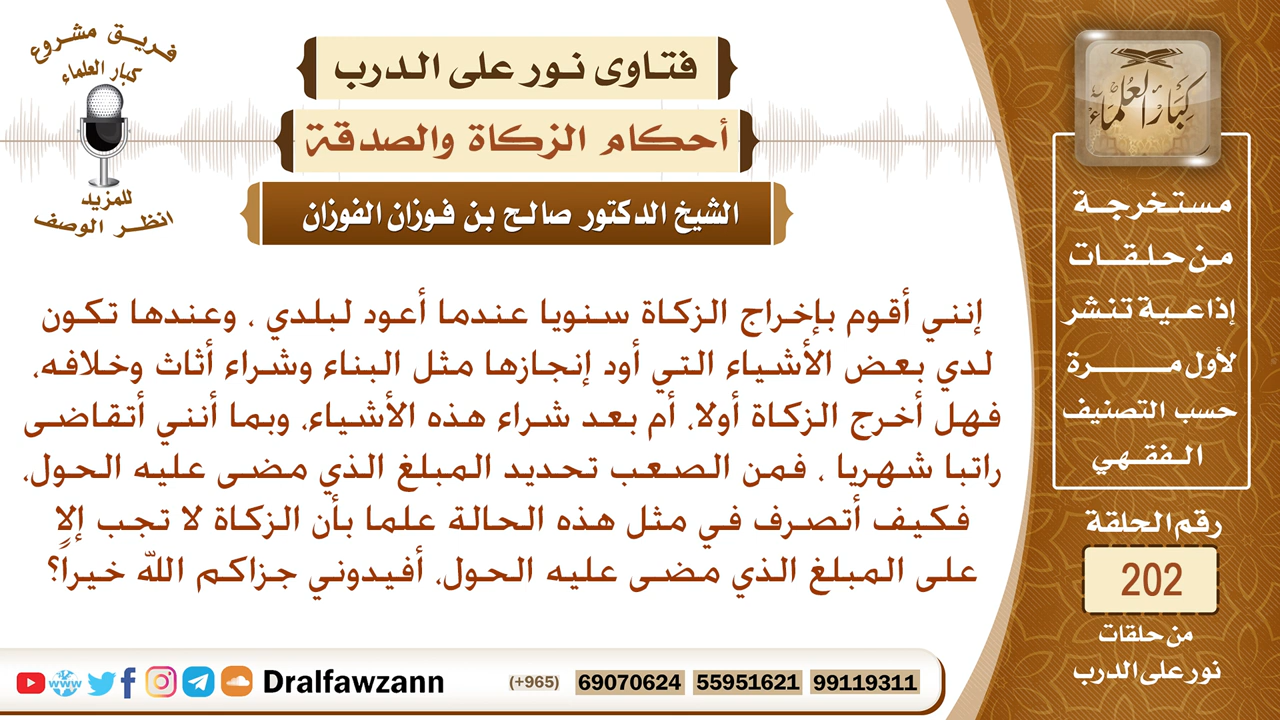 فريق مشروع
كبار العلماء
للمزيد
انظر الوصف
فتاوى نور على الدرب
أحكام الزكاة والصدقة
الشيخ الدكتور صالح بن فوزان الفوزان
إنني أقوم بإخراج الزكاة سنويا عندما أعود لبلدي ، وعندها تكون
لدي بعض الأشياء التي أود إنجازها مثل البناء وشراء أثاث وخلافه،
فهل أخرج الزكاة أولا، أم بعد شراء هذه الأشياء، وبما أنني أتقاضى
راتبا شهريا ، فمن الصعب تحديد المبلغ الذي مضى عليه الحول،
فكيف أتصرف في مثل هذه الحالة علما بأن الزكاة لا تجب إلا
على المبلغ الذي مضى عليه الحول، أفيدوني جزاكم الله خيراً؟
كِبَار العُلمَاء
مستخرجة
من حلقات
إذاعية تنشر
لأول مرة
حسب التصنيف
الفقهي
رقم الحلقة
202
من حلقات
نور على الدرب
www
Dralfawzann
(+965) 69070624 55951621 99119311